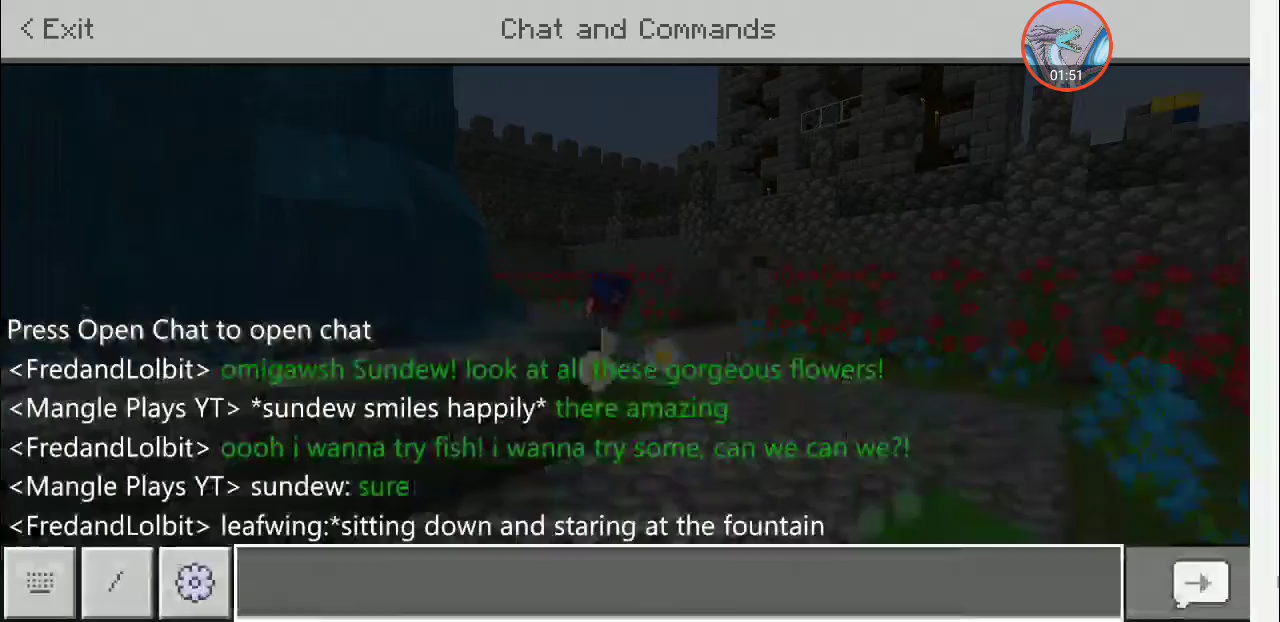 < Exit
Chat and Commands
01:51
Press Open Chat to open chat
<FredandLolbit> omigawsh Sundew! look at all these gorgeous flowers!
<Mangle Plays YT> *sundew smiles happily* there amazing
<FredandLolbit> oooh i wanna try fish! i wanna try some, can we can we?!
<Mangle Plays YT> sundew: sure
<FredandLolbit> leafwing:*sitting down and staring at the fountain
/